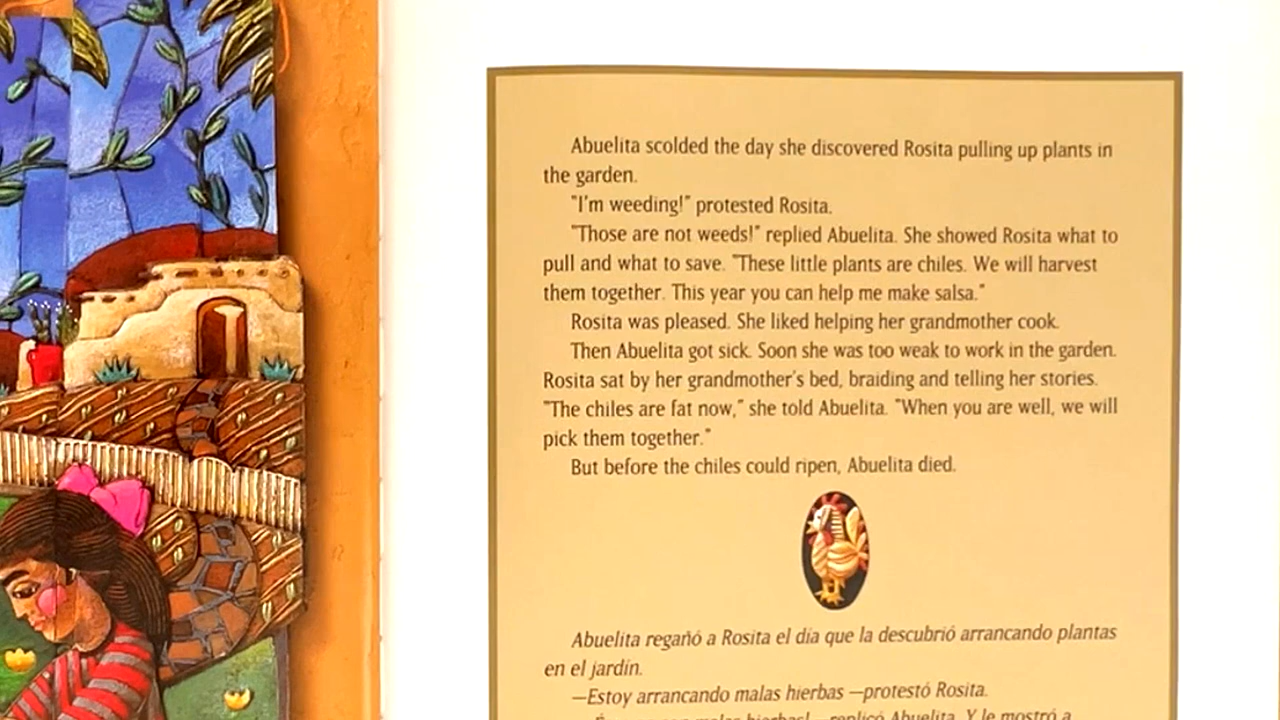 Abuelita scolded the day she discovered Rosita pulling up plants in
the garden.
"I'm weeding!" protested Rosita.
"Those are not weeds!" replied Abuelita. She showed Rosita what to
pull and what to save. "These little plants are chiles. We will harvest
them together. This year you can help me make salsa."
Rosita was pleased. She liked helping her grandmother cook.
Then Abuelita got sick. Soon she was too weak to work in the garden.
Rosita sat by her grandmother's bed, braiding and telling her stories.
"The chiles are fat now," she told Abuelita. "When you are well, we will
pick them together."
But before the chiles could ripen, Abuelita died.
Abuelita regañó a Rosita el día que la descubrió arrancando plantas
en el jardín.
—Estoy arrancando malas hierbas —protestó Rosita.
malas hierbas! —replicó Abuelita. Y le mostró a